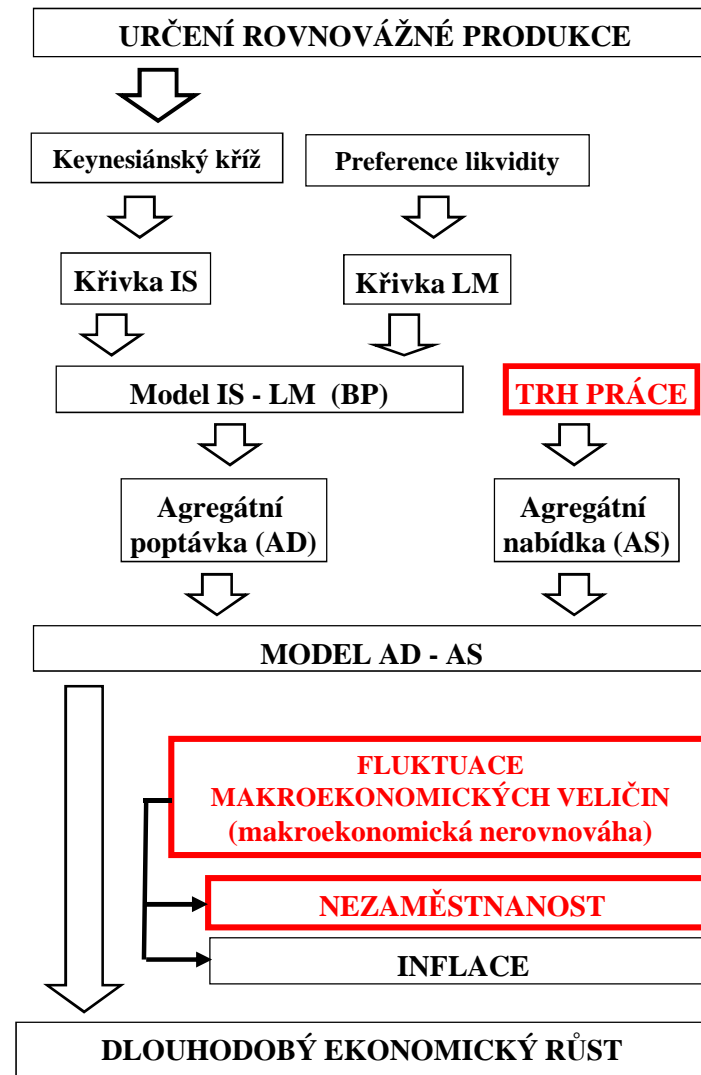 URČENÍ ROVNOVÁŽNÉ PRODUKCE
Keynesiánský kříž
Preference likvidity
Křivka IS
Křivka LM
Model IS - LM (BP)
TRH PRÁCE
Agregátní
poptávka (AD)
Agregátní
nabídka (AS)
MODEL AD - AS
FLUKTUACE
MAKROEKONOMICKÝCH VELIČIN
(makroekonomická nerovnováha)
NEZAMĚSTNANOST
INFLACE
DLOUHODOBÝ EKONOMICKÝ RŮST